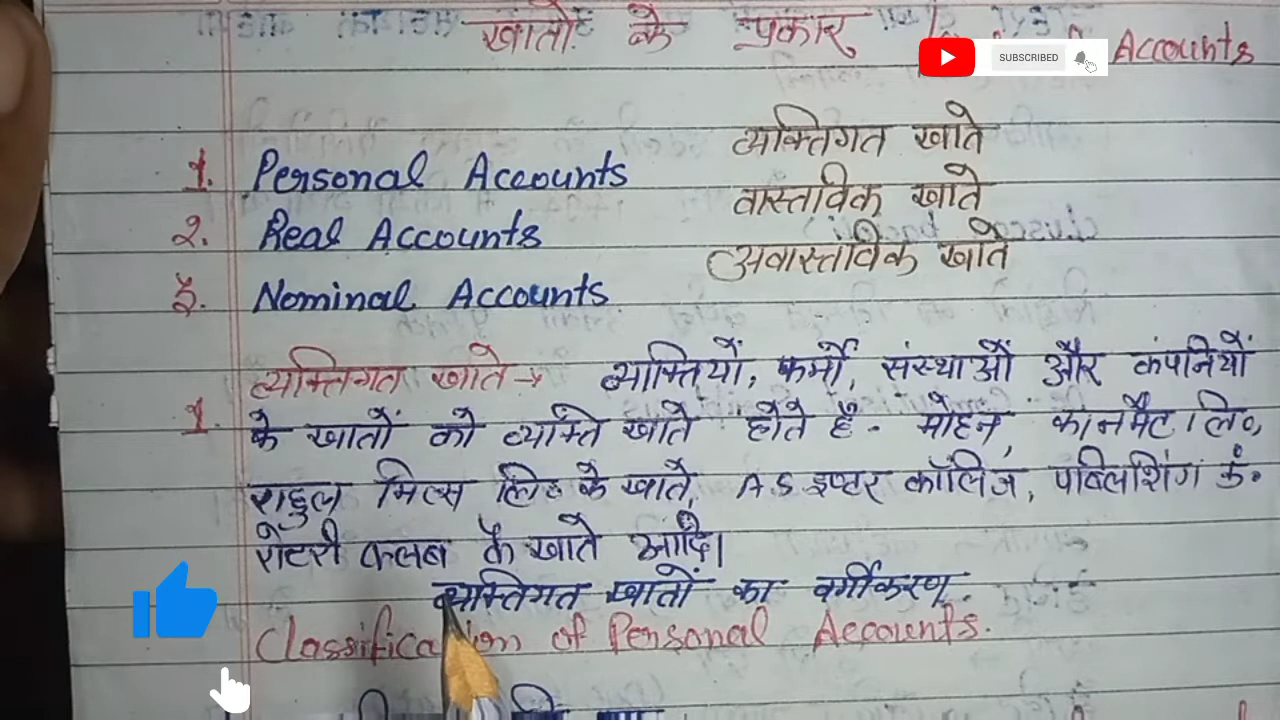 खातों के प्रकार
Accounts
SUBSCRIBED
1. Personal Accounts व्यक्तिगत खाते
2. Real Accounts वास्तविक खाते
3. Nominal Accounts अवास्तविक खाते
1. व्यक्तिगत खाते → व्यक्तियों, फर्मों, संस्थाओं और कंपनियों
के खातों को व्यक्ति खाते होते है. मोहन, कानमैट लि०,
राहुल मिल्स लि० के खाते, A.S इण्टर कॉलिज, पब्लिशिंग कं०
रोटरी क्लब के खाते आदि।
व्यक्तिगत खातों का वर्गीकरण.
Classification of Personal Accounts.